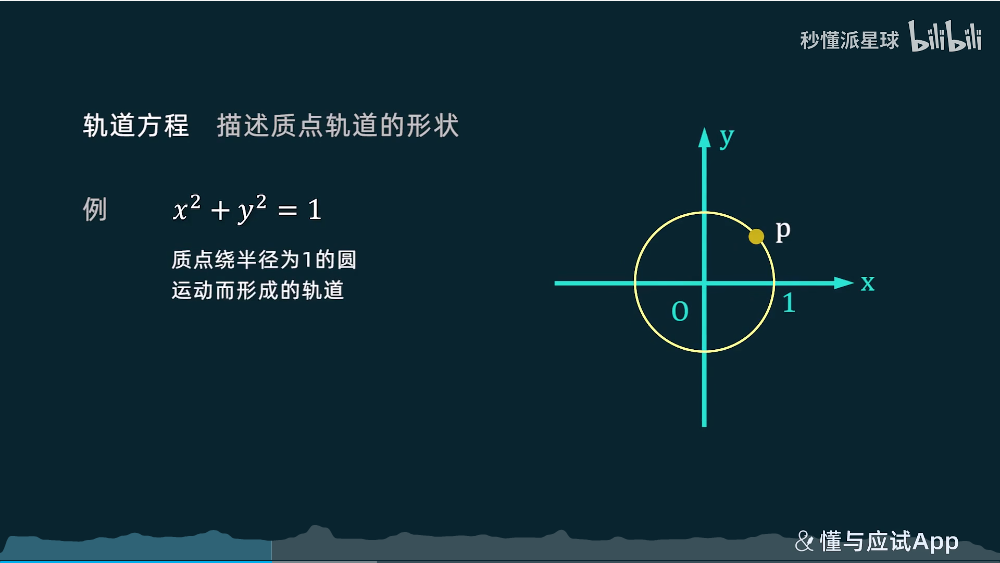 秒懂派星球 bilibili
轨道方程 描述质点轨道的形状
例 x² + y² = 1
质点绕半径为1的圆
运动而形成的轨道
y
p
x
O
1
&懂与应试App